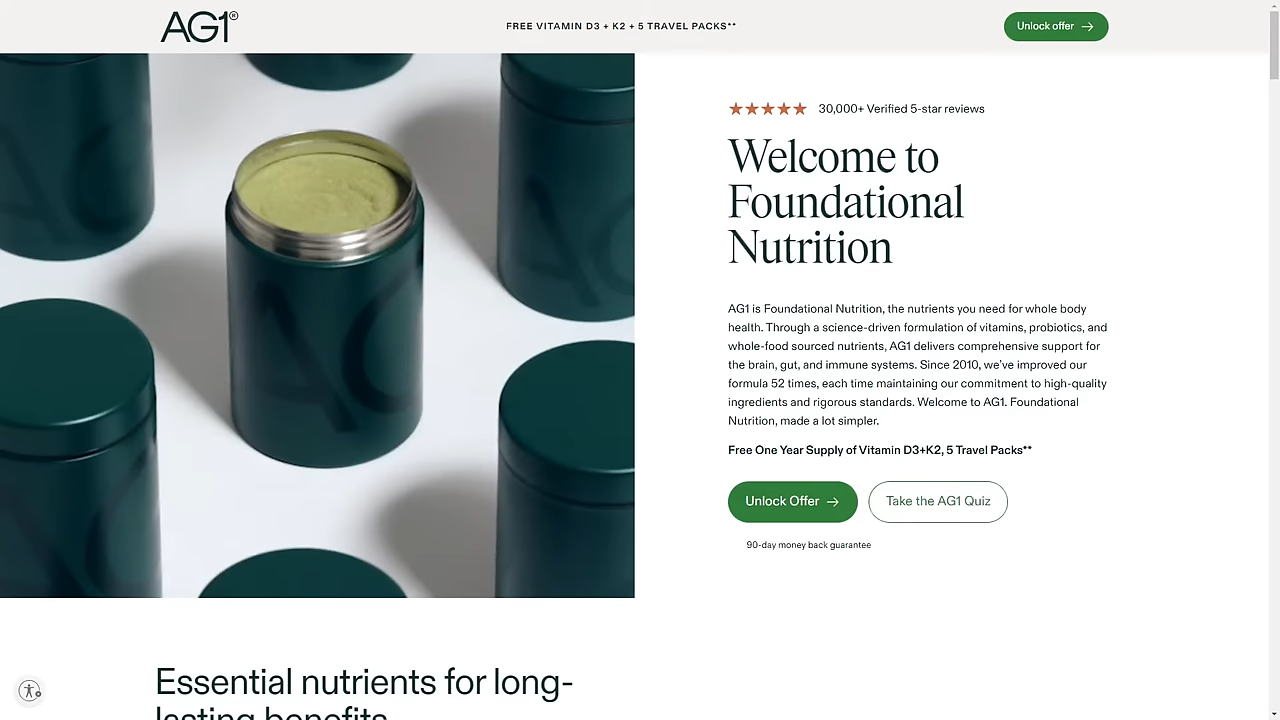 AG1®
FREE VITAMIN D3 + K2 + 5 TRAVEL PACKS**
Unlock offer
30,000+ Verified 5-star reviews
Welcome to
Foundational
Nutrition
AG1 is Foundational Nutrition, the nutrients you need for whole body
health. Through a science-driven formulation of vitamins, probiotics, and
whole-food sourced nutrients, AG1 delivers comprehensive support for
the brain, gut, and immune systems. Since 2010, we've improved our
formula 52 times, each time maintaining our commitment to high-quality
ingredients and rigorous standards. Welcome to AG1. Foundational
Nutrition, made a lot simpler.
Free One Year Supply of Vitamin D3+K2, 5 Travel Packs**
Unlock Offer
Take the AG1 Quiz
90-day money back guarantee
Essential nutrients for long-
lasting benefits